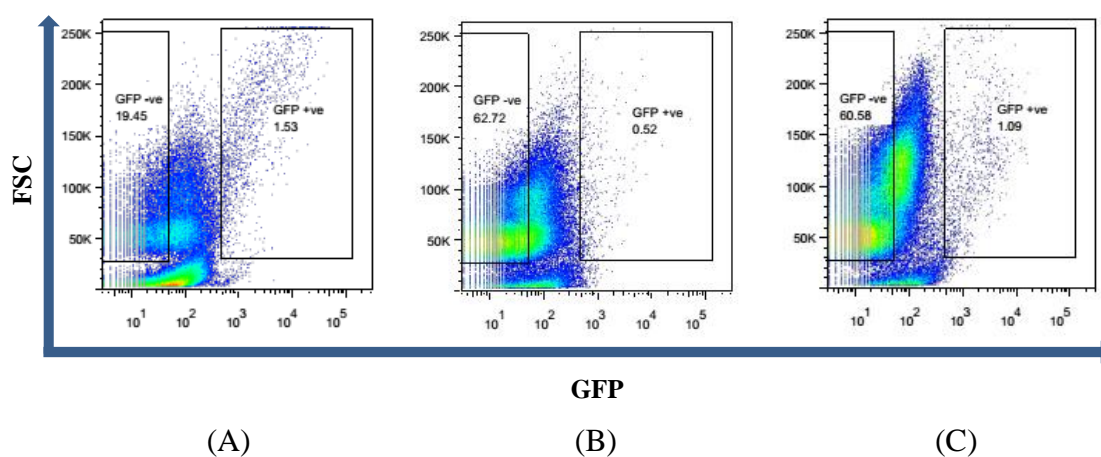 FSC
250K
200K
150K
100K
50K
GFP -ve
19.45
GFP +ve
1.53
10^1 10^2 10^3 10^4 10^5
250K
200K
150K
100K
50K
GFP -ve
62.72
GFP +ve
0.52
10^1 10^2 10^3 10^4 10^5
250K
200K
150K
100K
50K
GFP -ve
60.58
GFP +ve
1.09
10^1 10^2 10^3 10^4 10^5
GFP
(A) (B) (C)